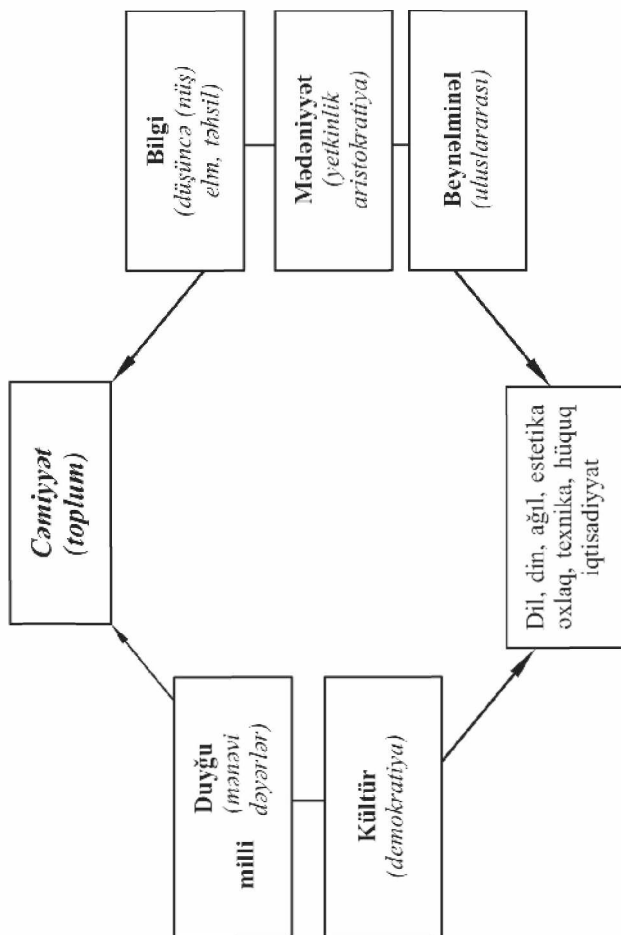 Cəmiyyət
(toplum)
Duyğu
(mənəvi
dəyərlər)
milli
Kültür
(demokratiya)
Bilgi
(düşüncə (nüş)
elm, təhsil)
Mədəniyyət
(yetkinlik
aristokratiya)
Beynəlminəl
(uluslararası)
Dil, din, ağıl, estetika
əxlaq, texnika, hüquq
iqtisadiyyat